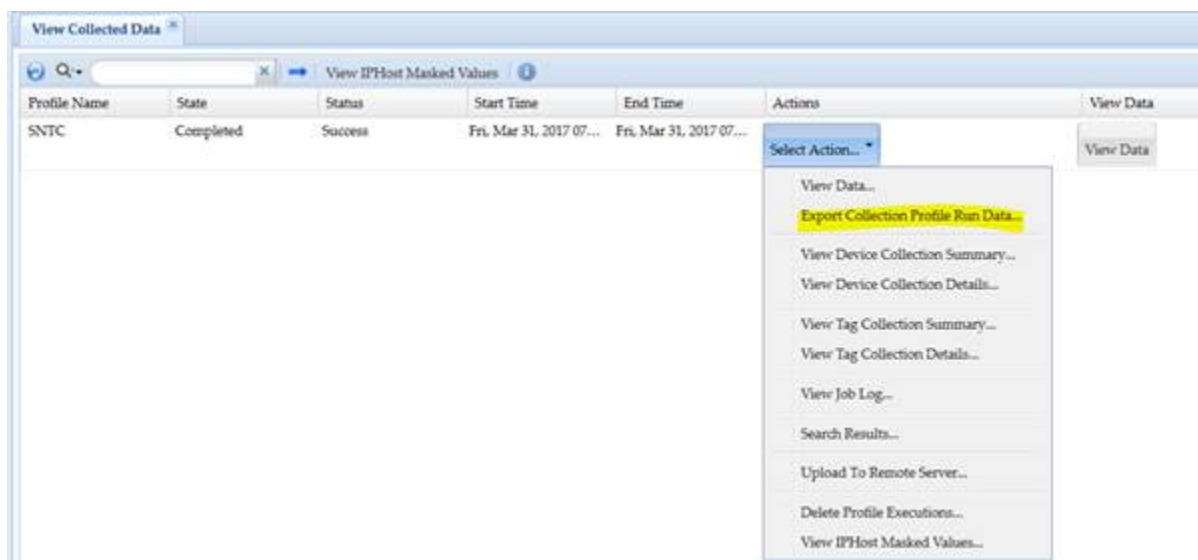 View Collected Data
View IPHost Masked Values
Profile Name State Status Start Time End Time Actions View Data
SNTC Completed Success Fri, Mar 31, 2017 07... Fri, Mar 31, 2017 07... Select Action... View Data
View Data...
Export Collection Profile Run Data...
View Device Collection Summary...
View Device Collection Details...
View Tag Collection Summary...
View Tag Collection Details...
View Job Log...
Search Results...
Upload To Remote Server...
Delete Profile Executions...
View IPHost Masked Values...